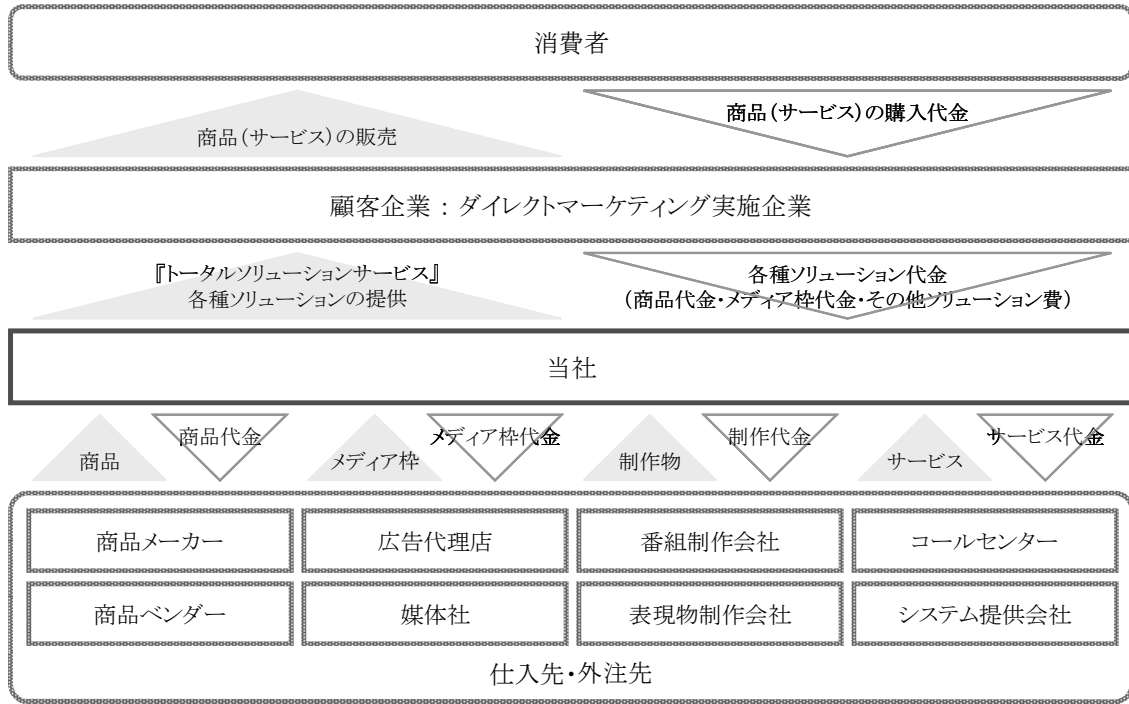 消費者
商品(サービス)の販売
商品(サービス)の購入代金
顧客企業:ダイレクトマーケティング実施企業
『トータルソリューションサービス』
各種ソリューションの提供
各種ソリューション代金
(商品代金・メディア枠代金・その他ソリューション費)
当社
商品
商品代金
メディア枠
メディア枠代金
制作物
制作代金
サービス
サービス代金
商品メーカー
広告代理店
番組制作会社
コールセンター
商品ベンダー
媒体社
表現物制作会社
システム提供会社
仕入先・外注先